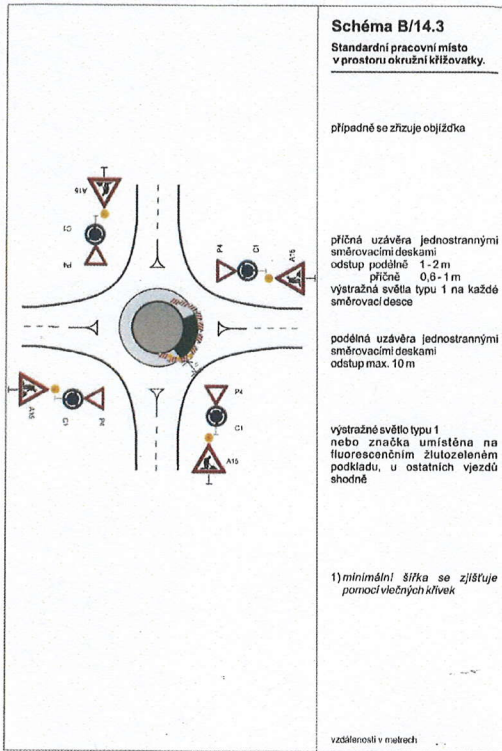 Schéma B/14.3
Standardní pracovní místo
v prostoru okružní křižovatky.
případně se zřizuje objížďka
příčná uzávěra jednostrannými
směrovacími deskami
odstup podélně 1-2 m
příčně 0,6-1 m
výstražná světla typu 1 na každé
směrovací desce
podélná uzávěra jednostrannými
směrovacími deskami
odstup max. 10 m
výstražné světlo typu 1
nebo značka umístěna na
fluorescenčním žlutozeleném
podkladu, u ostatních vjezdů
shodně
1) minimální šířka se zjišťuje
pomocí vlečných křivek
vzdálenosti v metrech
A15
C1
P4
P4
C1
A15
A15
C1
P4
P4
C1
A15